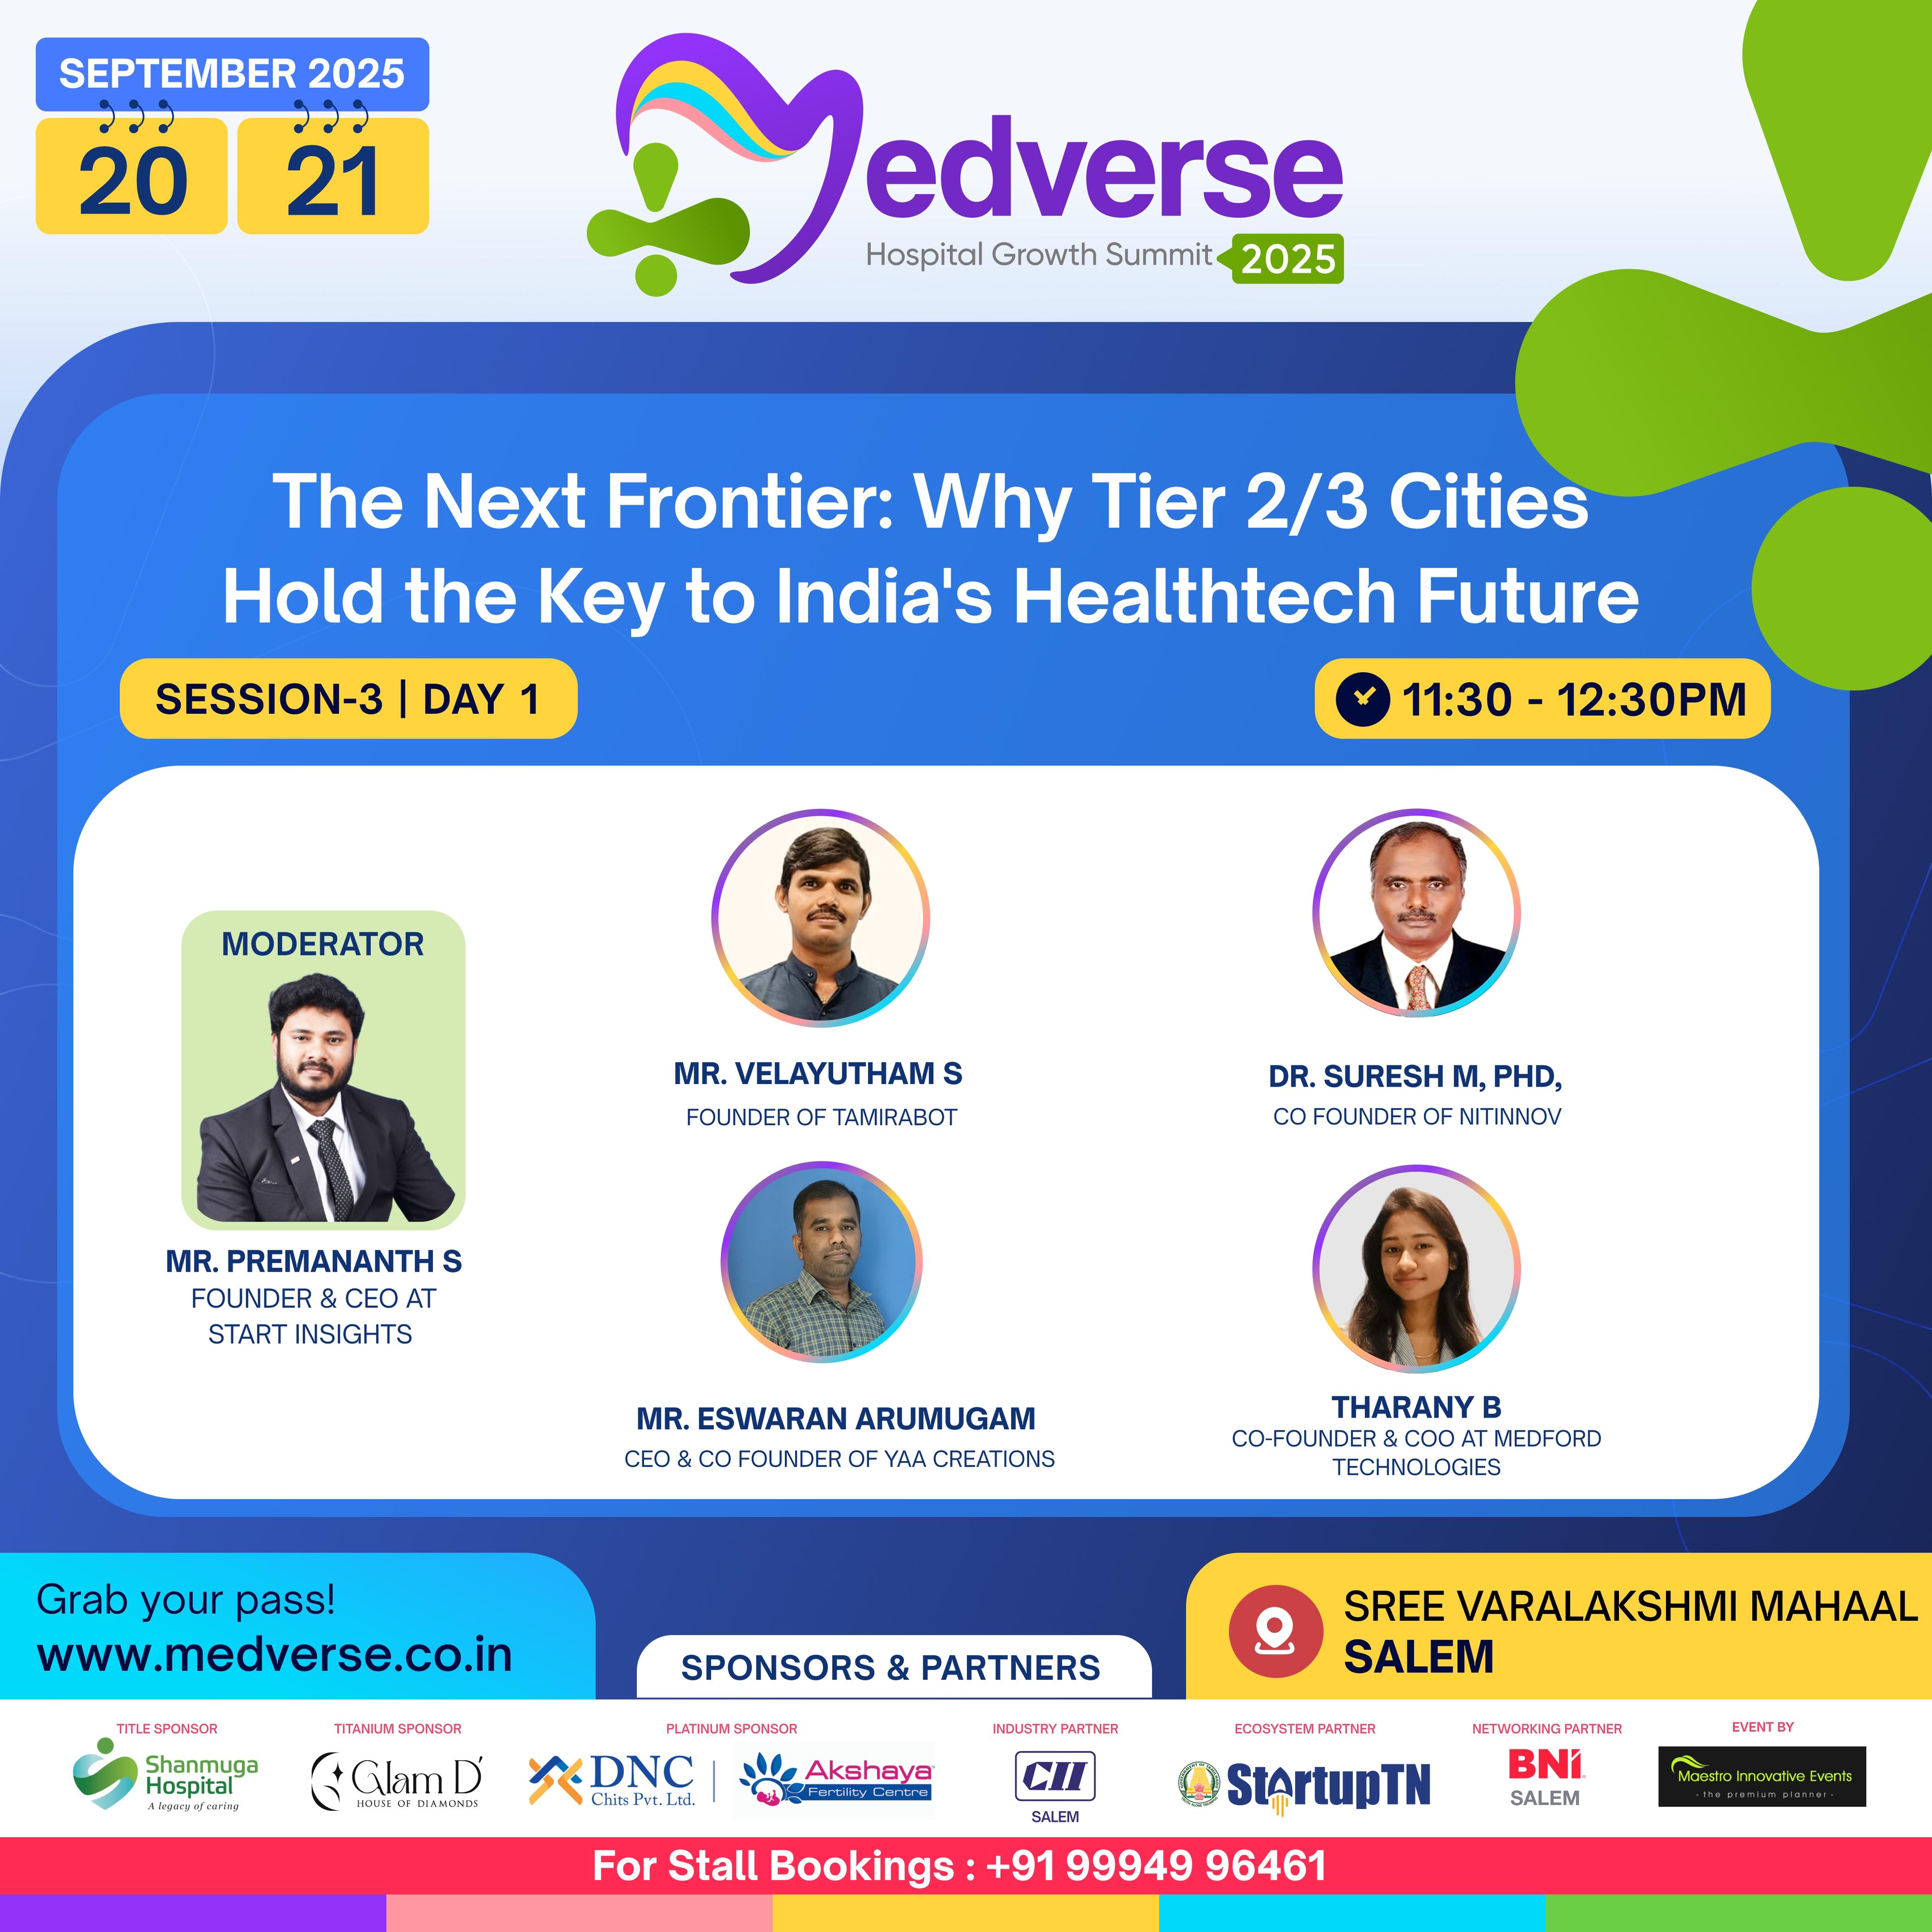 SEPTEMBER 2025
20 21
Medverse
Hospital Growth Summit 2025
The Next Frontier: Why Tier 2/3 Cities
Hold the Key to India's Healthtech Future
SESSION-3 | DAY 1
11:30 - 12:30PM
MODERATOR
MR. PREMANANTH S
FOUNDER & CEO AT
START INSIGHTS
MR. VELAYUTHAM S
FOUNDER OF TAMIRABOT
DR. SURESH M, PHD,
CO FOUNDER OF NITINNOV
MR. ESWARAN ARUMUGAM
CEO & CO FOUNDER OF YAA CREATIONS
THARANY B
CO-FOUNDER & COO AT MEDFORD
TECHNOLOGIES
Grab your pass!
www.medverse.co.in
SPONSORS & PARTNERS
SREE VARALAKSHMI MAHAAL
SALEM
TITLE SPONSOR
Shanmuga
Hospital
A legacy of caring
TITANIUM SPONSOR
Glam D'
HOUSE OF DIAMONDS
PLATINUM SPONSOR
DNC
Chits Pvt. Ltd.
Akshaya
Fertility Centre
INDUSTRY PARTNER
CII
SALEM
ECOSYSTEM PARTNER
StartupTN
NETWORKING PARTNER
BNI
SALEM
EVENT BY
Maestro Innovative Events
- the premium planner -
For Stall Bookings : +91 99949 96461